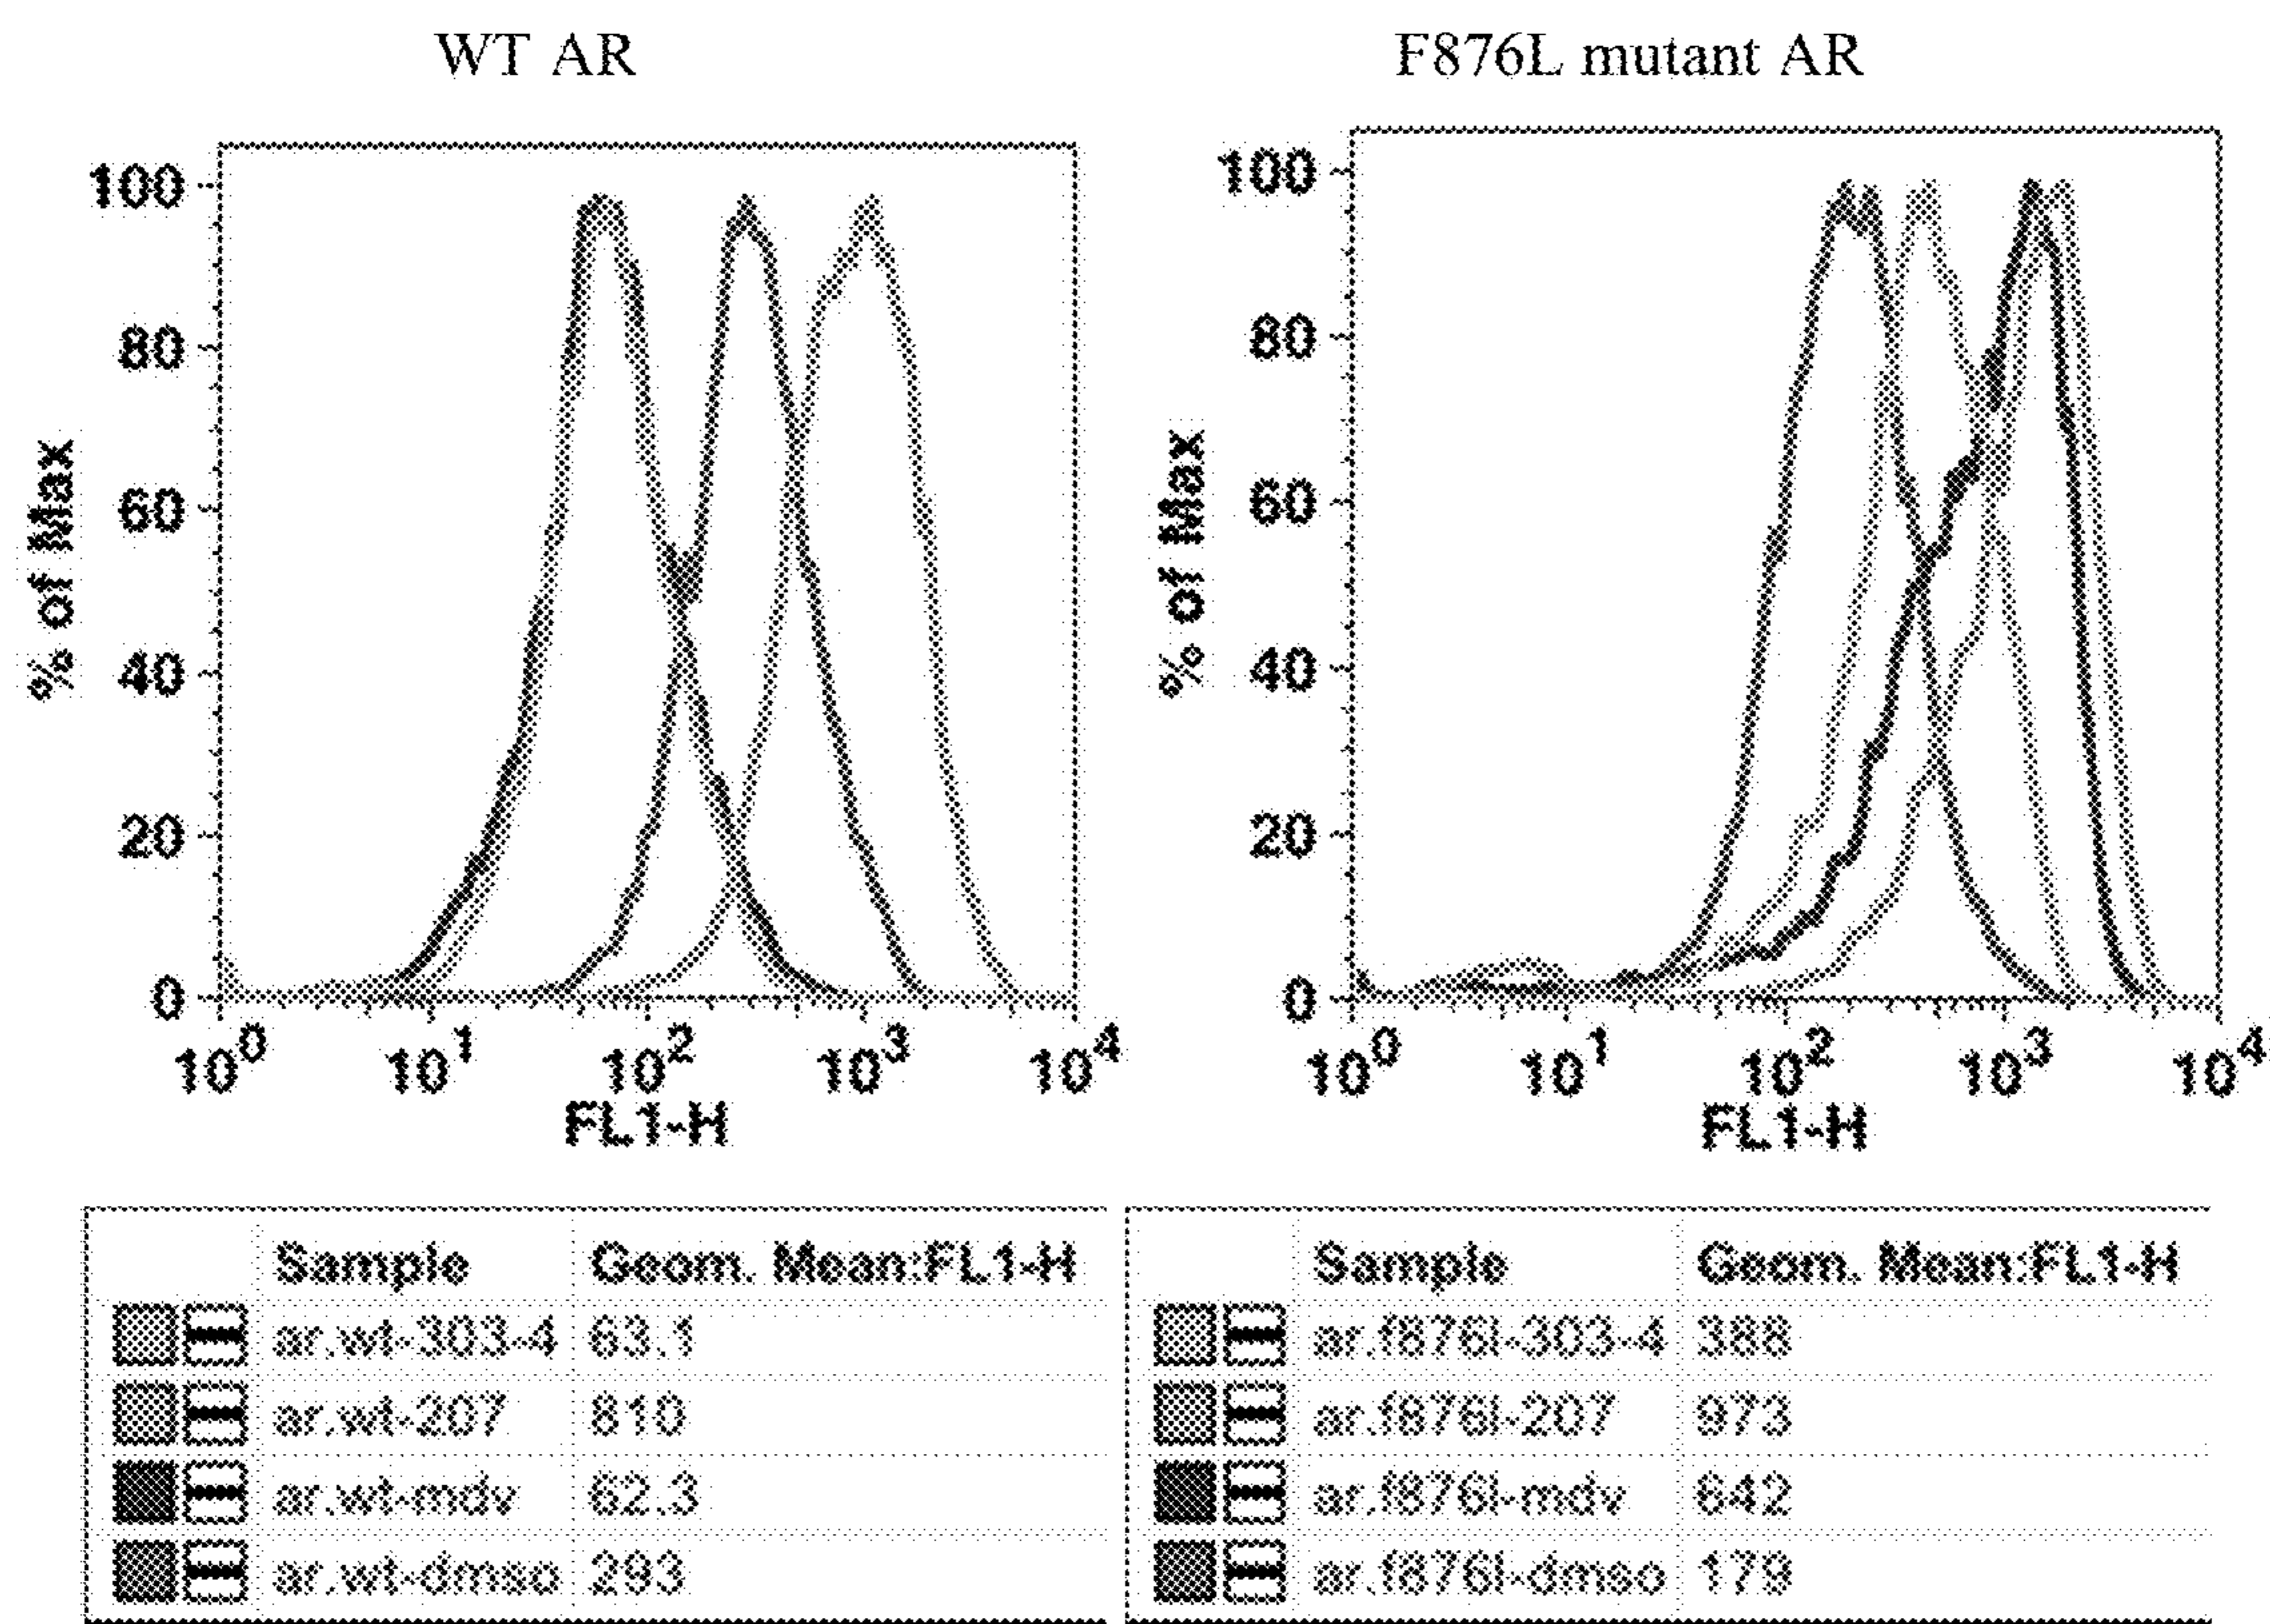 WT AR
F876L mutant AR
100
80
60
40
20
0
% of Max
10^0 10^1 10^2 10^3 10^4
FL1-H
100
80
60
40
20
0
% of Max
10^0 10^1 10^2 10^3 10^4
FL1-H
Sample Geom. Mean:FL1-H
ar.wt-303-4 63.1
ar.wt-207 810
ar.wt-mdv 62.3
ar.wt-dmso 293
Sample Geom. Mean:FL1-H
ar.f876l-303-4 388
ar.f876l-207 973
ar.f876l-mdv 642
ar.f876l-dmso 179